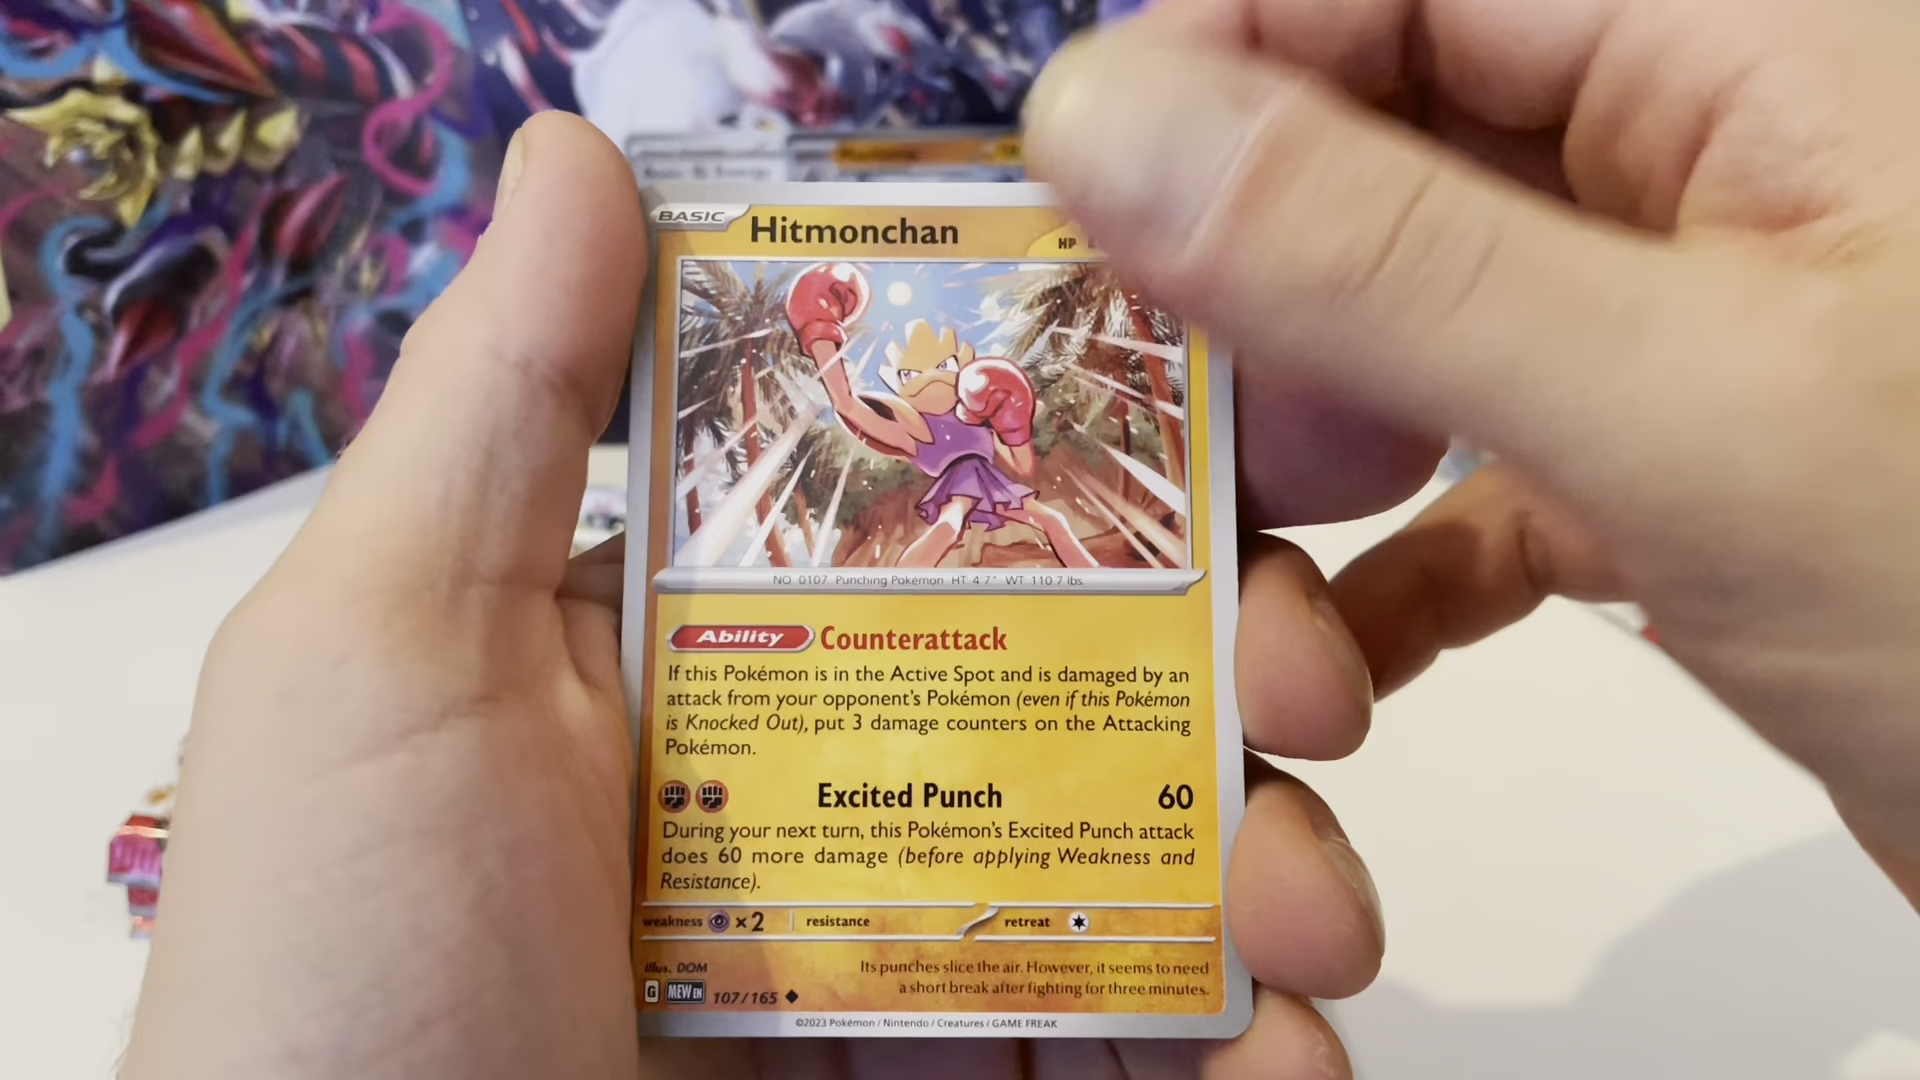 BASIC Hitmonchan HP
NO 0107 Punching Pokémon HT 4'7" WT 110.7 lbs
Ability Counterattack
If this Pokémon is in the Active Spot and is damaged by an
attack from your opponent's Pokémon (even if this Pokémon
is Knocked Out), put 3 damage counters on the Attacking
Pokémon.
Excited Punch 60
During your next turn, this Pokémon's Excited Punch attack
does 60 more damage (before applying Weakness and
Resistance).
weakness ×2 resistance retreat
Illus. DOM
Its punches slice the air. However, it seems to need
a short break after fighting for three minutes.
G MEW EN 107/165
©2023 Pokémon / Nintendo / Creatures / GAME FREAK